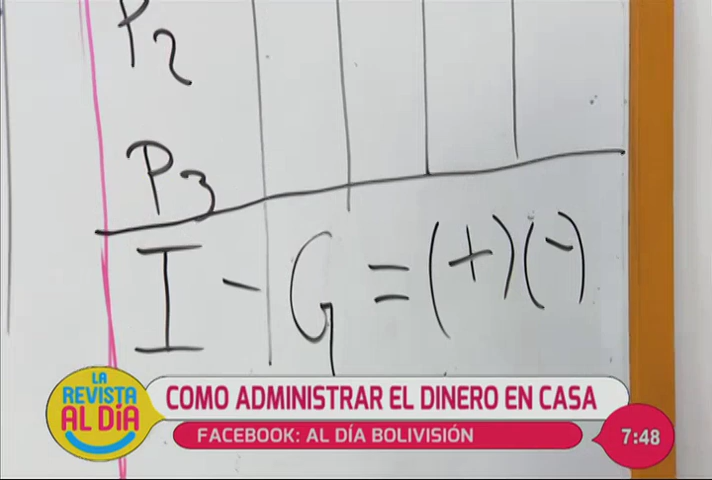 P2
P3
I - G = (+)(-)
LA
REVISTA
AL DÍA
COMO ADMINISTRAR EL DINERO EN CASA
FACEBOOK: AL DÍA BOLIVISIÓN
7:48